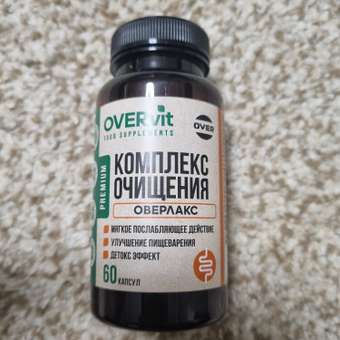 OVERvit
FOOD SUPPLEMENTS
OVER
PREMIUM
КОМПЛЕКС
ОЧИЩЕНИЯ
ОВЕРЛАКС
МЯГКОЕ ПОСЛАБЛЯЮЩЕЕ ДЕЙСТВИЕ
УЛУЧШЕНИЕ ПИЩЕВАРЕНИЯ
ДЕТОКС ЭФФЕКТ
60 КАПСУЛ